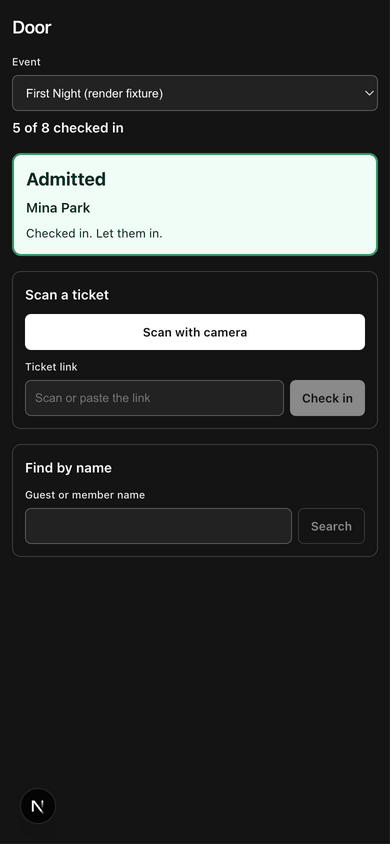 Door
Event
First Night (render fixture)
5 of 8 checked in
Admitted
Mina Park
Checked in. Let them in.
Scan a ticket
Scan with camera
Ticket link
Scan or paste the link
Check in
Find by name
Guest or member name
Search
N